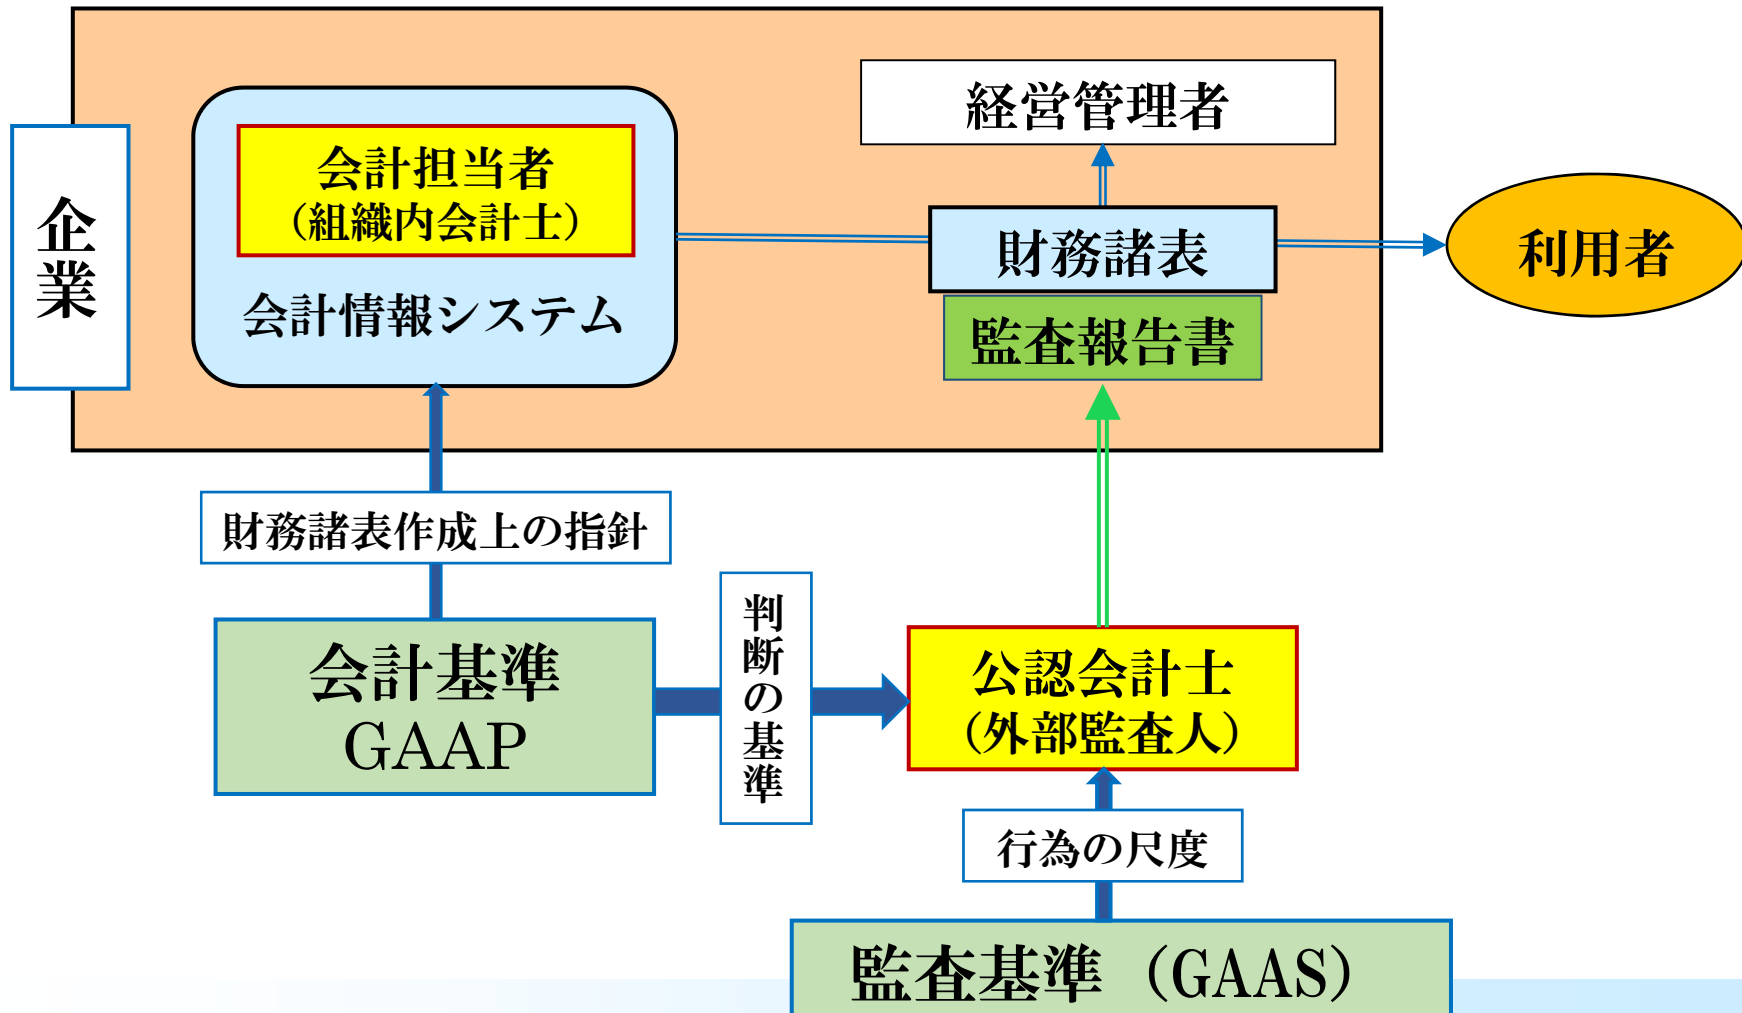 企業
会計担当者
（組織内会計士）
会計情報システム
経営管理者
財務諸表
監査報告書
利用者
財務諸表作成上の指針
会計基準
GAAP
判断の基準
公認会計士
（外部監査人）
行為の尺度
監査基準（GAAS）